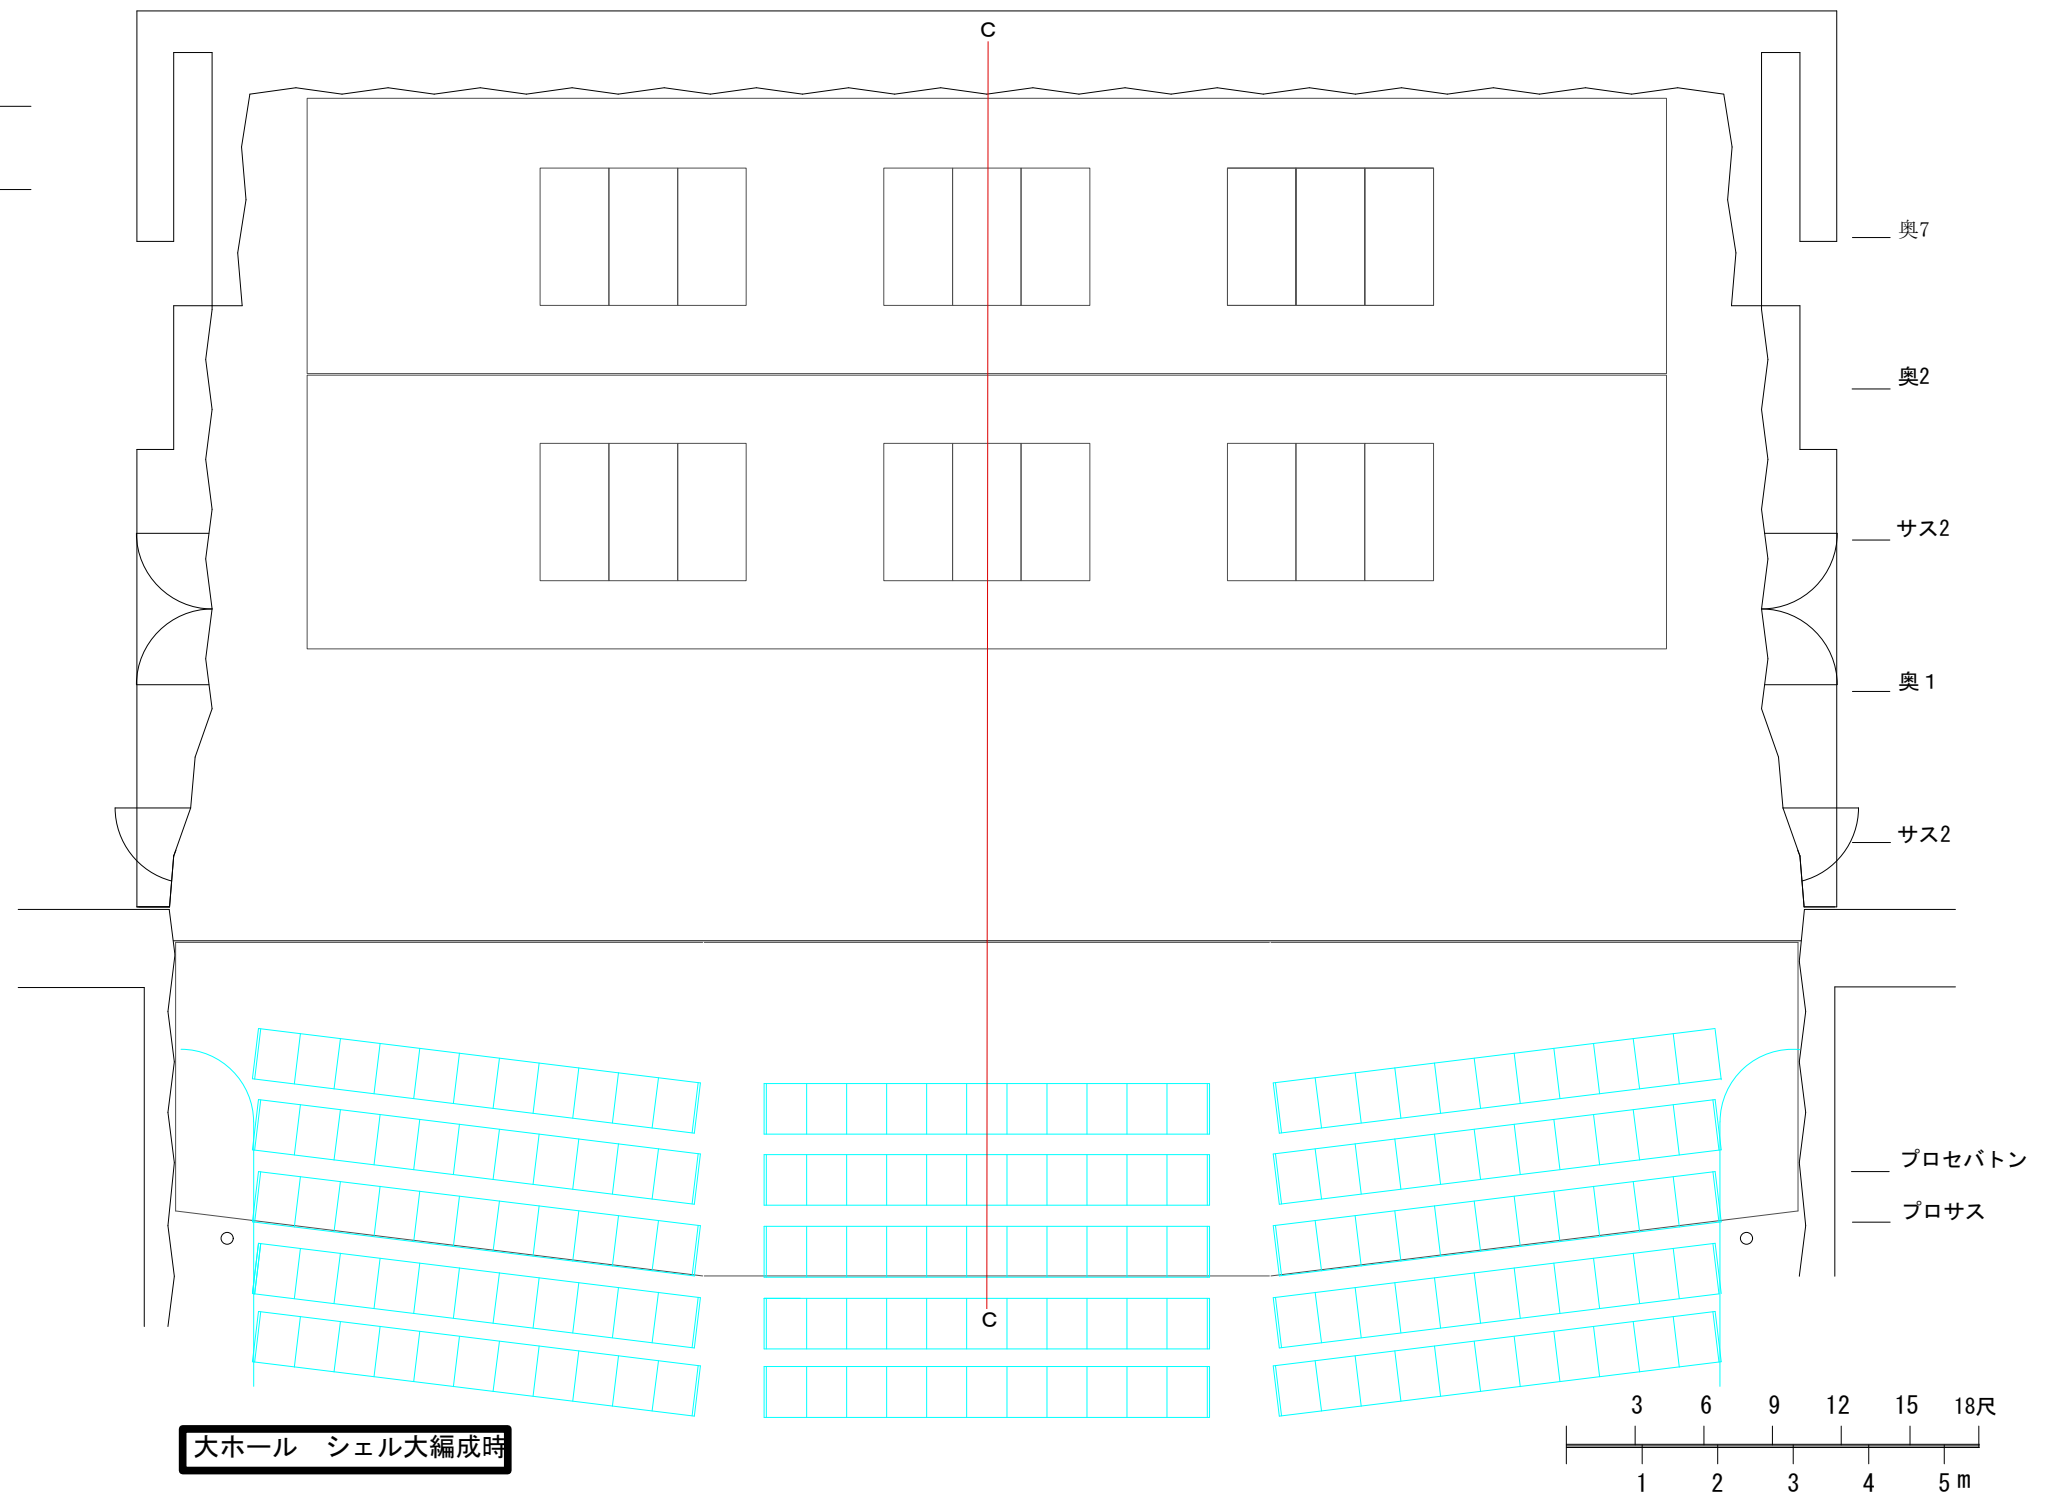 C
奥7
奥2
サス2
奥１
サス2
プロセバトン
プロサス
C
3 6 9 12 15 18尺
1 2 3 4 5 m
大ホール　シェル大編成時